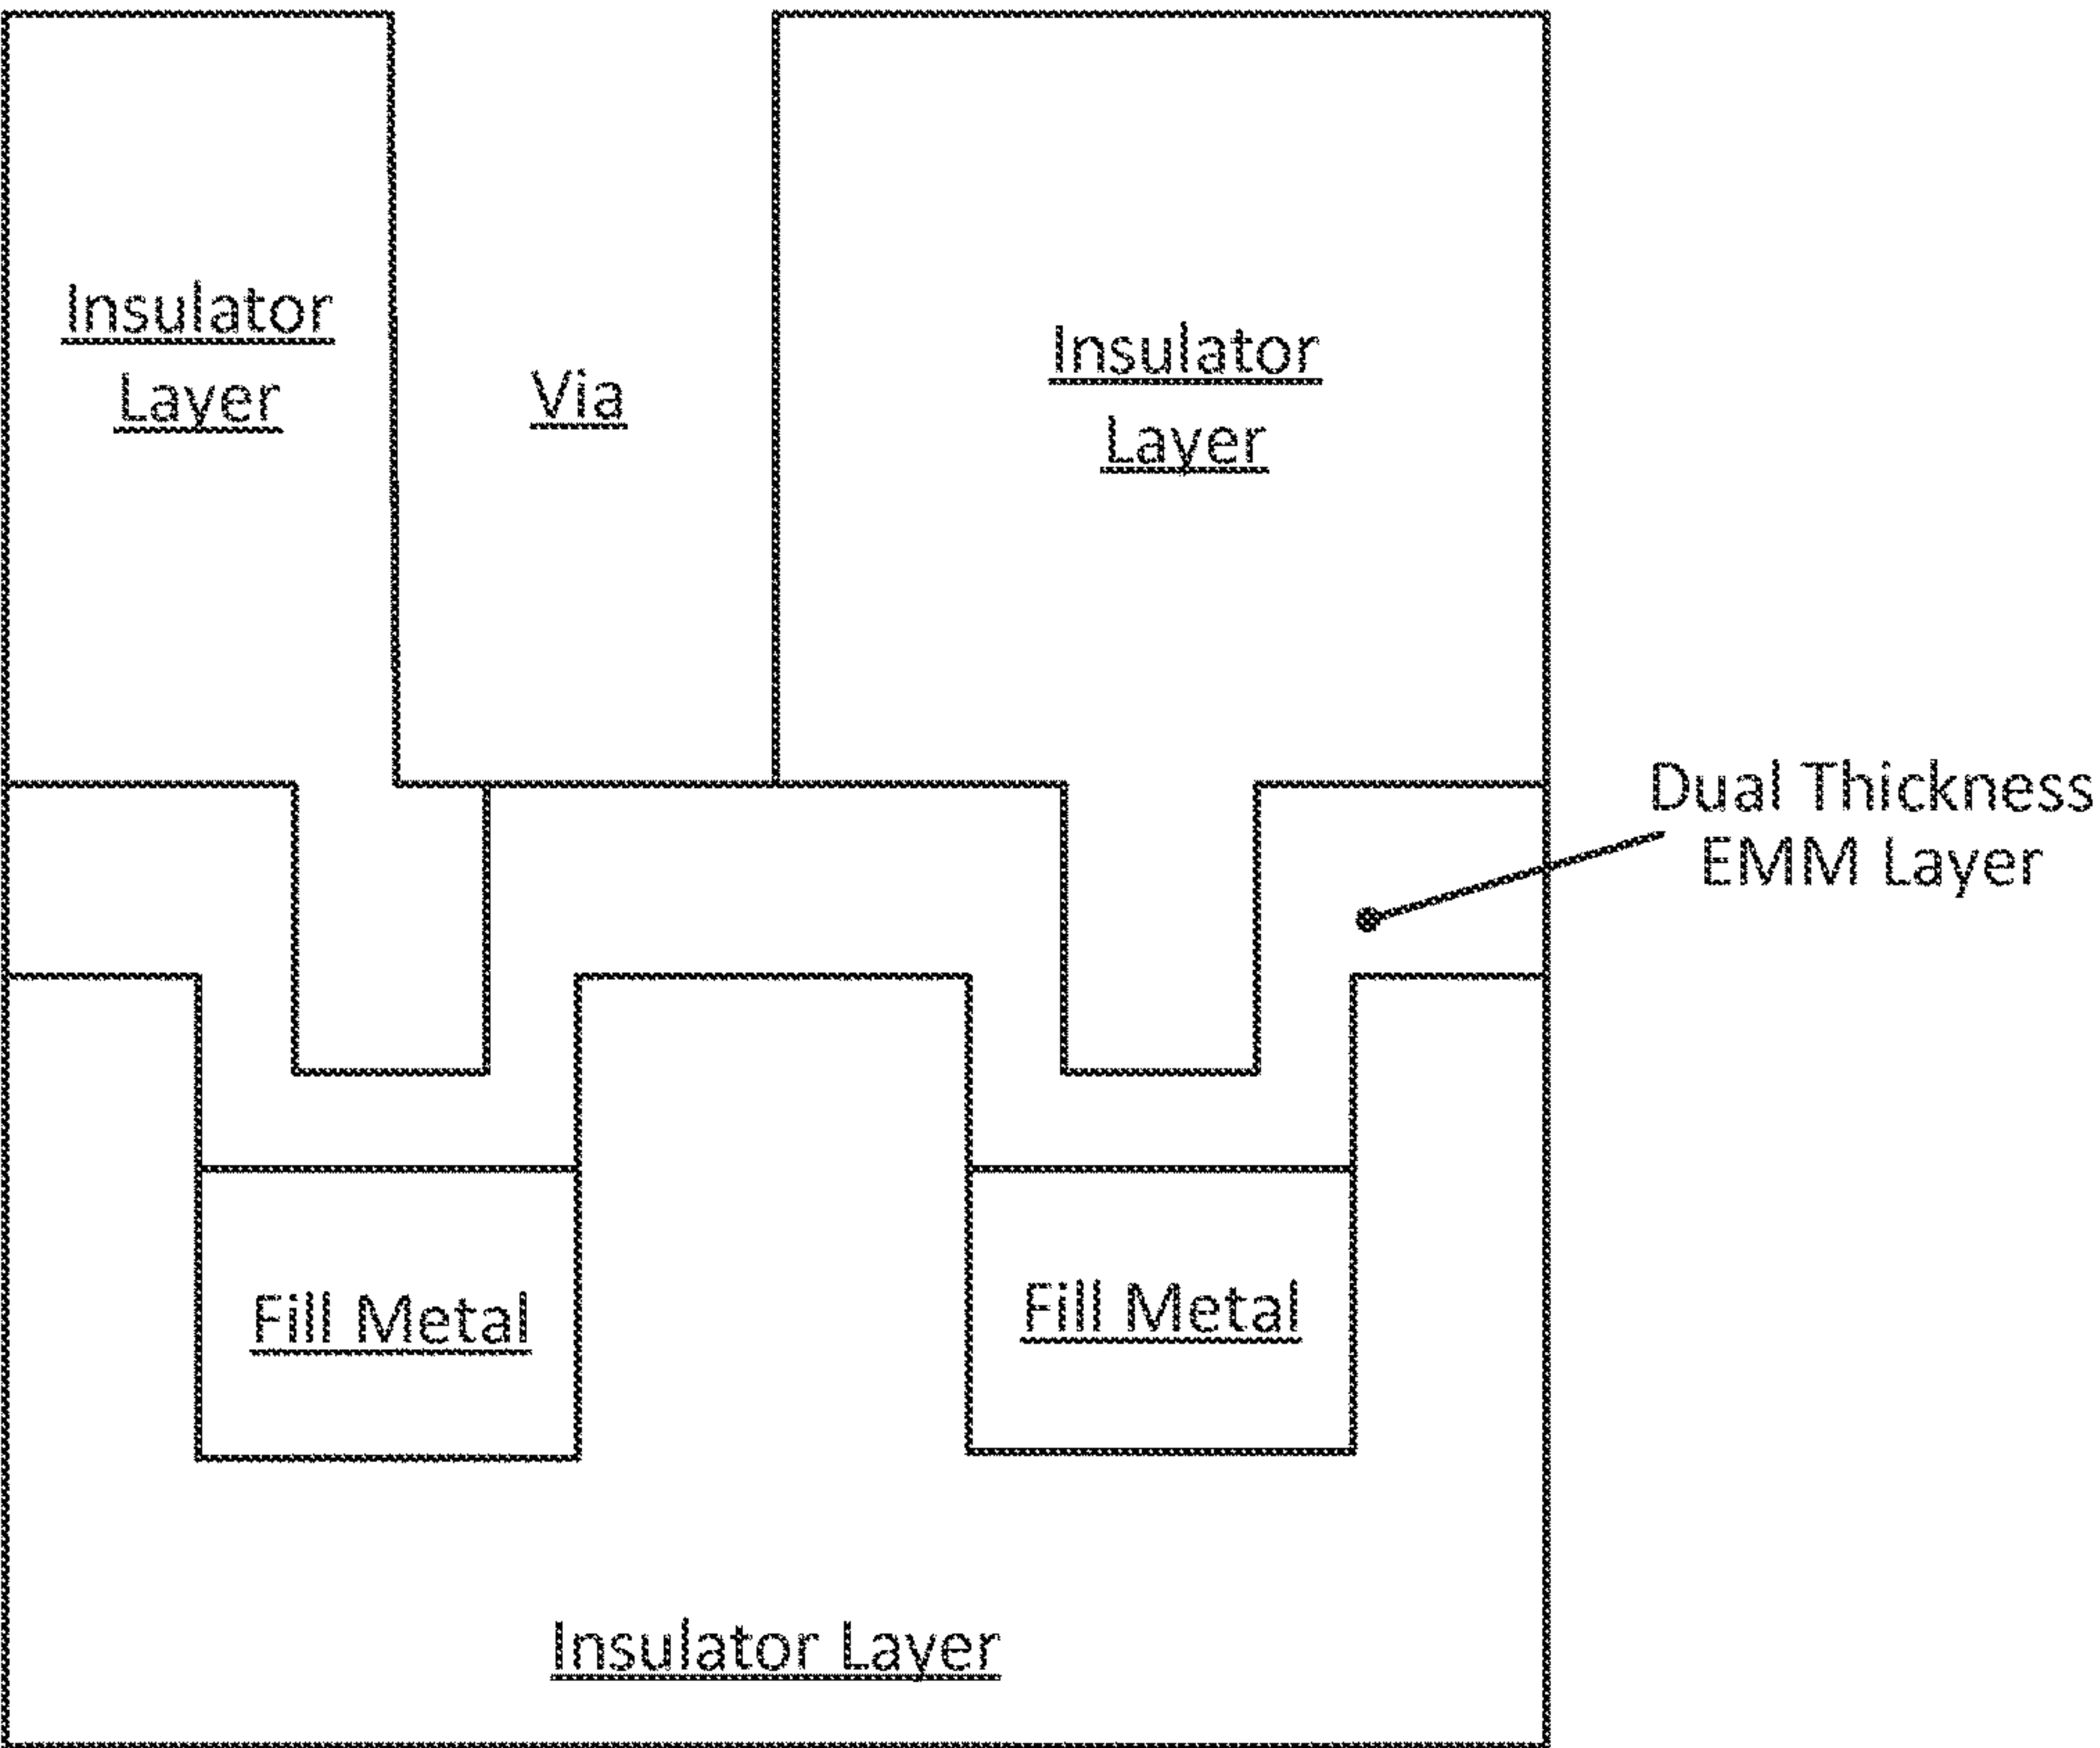 Insulator
Layer
Via
Insulator
Layer
Dual Thickness
EMM Layer
Fill Metal
Fill Metal
Insulator Layer